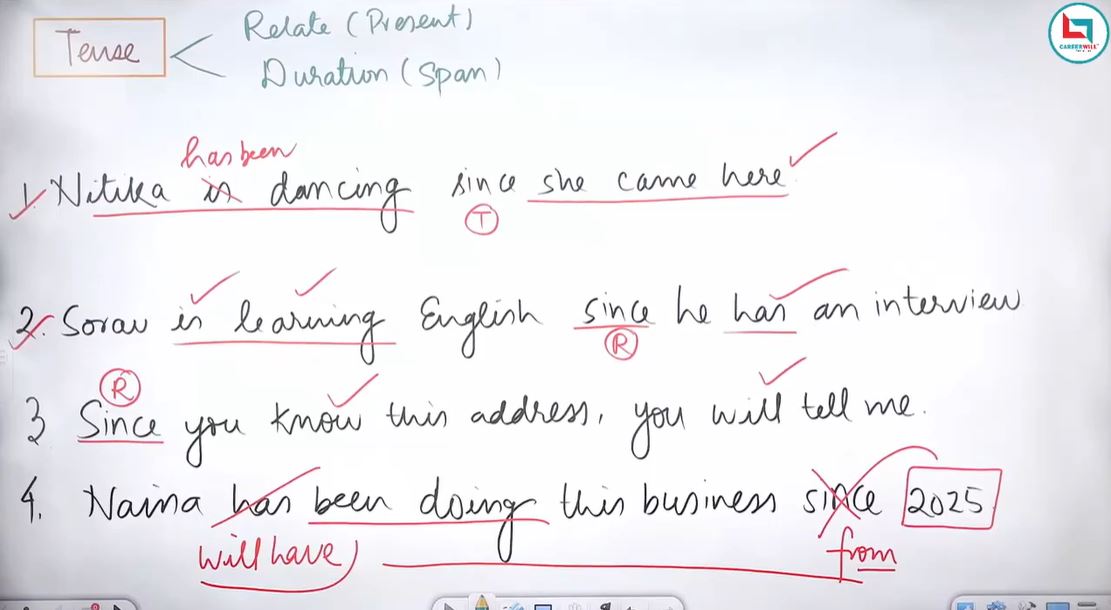 Tense
Relate (Present)
Duration (Span)
CAREERWILL
has been
1. Nitika is dancing since she came here
T
2. Sorav is learning English since he has an interview
R
R
3 Since you know this address, you will tell me.
4. Naina has been doing this business since 2025
will have
from